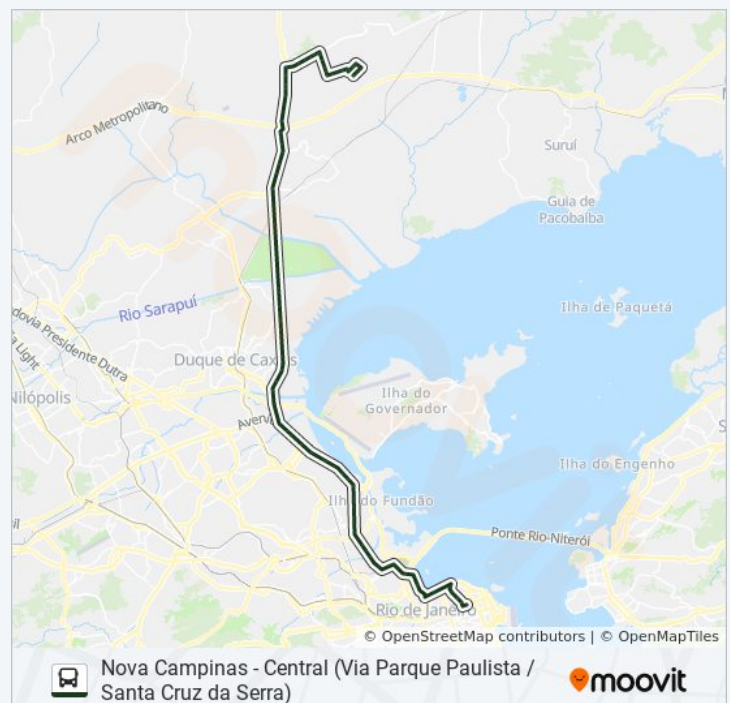 Arco Metropolitano
Suruí
Guia de
Pacobaíba
Rio Sarapuí
Ilha de Paquetá
odovia Presidente Dutra
a Light
Duque de Caxias
Nilópolis
Ilha do
Governador
Aveni
Ilha do Engenho
Ilha do Fundão
Ponte Rio-Niterói
Rio de Janeiro
© OpenStreetMap contributors | © OpenMapTiles
Nova Campinas - Central (Via Parque Paulista /
Santa Cruz da Serra)
moovit